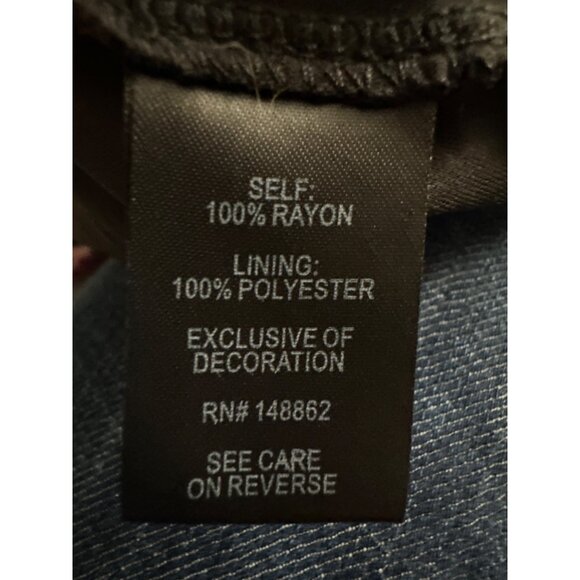 SELF:
100% RAYON
LINING:
100% POLYESTER
EXCLUSIVE OF
DECORATION
RN# 148862
SEE CARE
ON REVERSE